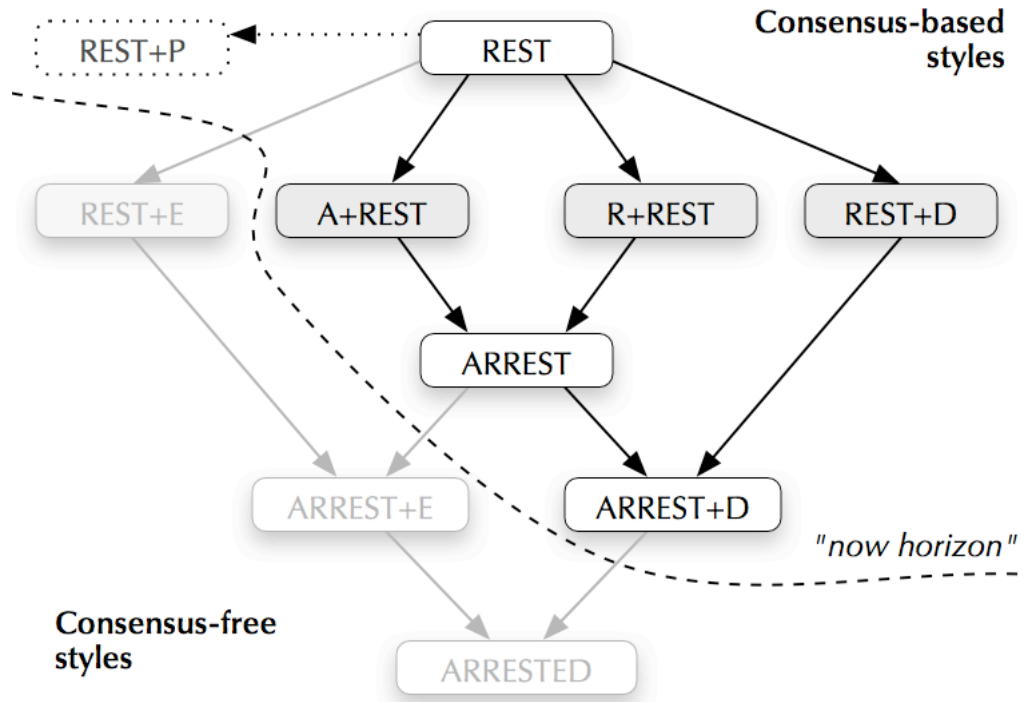 REST+P
REST
Consensus-based
styles
REST+E
A+REST
R+REST
REST+D
ARREST
ARREST+E
ARREST+D
"now horizon"
Consensus-free
styles
ARRESTED